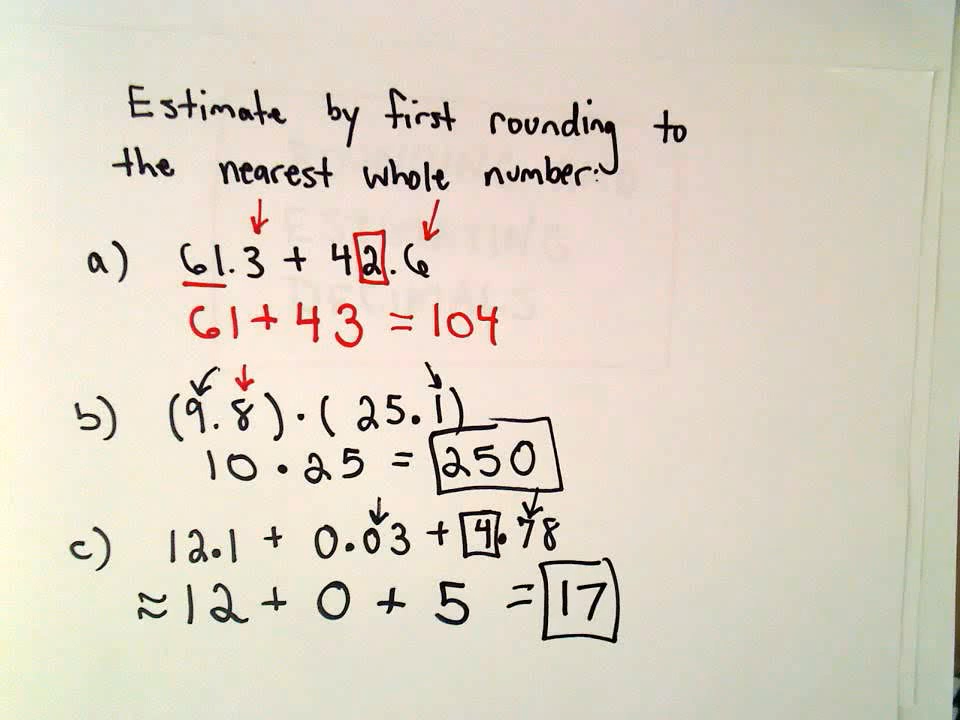 Estimate by first rounding to
the nearest whole number:
a) 61.3 + 42.6
61 + 43 = 104
b) (9.8) · (25.1)
10 · 25 = 250
c) 12.1 + 0.03 + 4.78
≈ 12 + 0 + 5 = 17